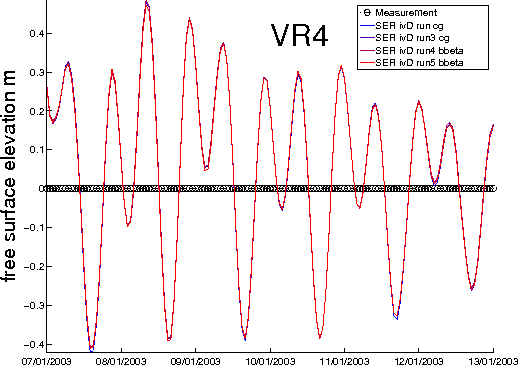 VR4
Measurement
SER ivD run cg
SER ivD run3 cg
SER ivD run4 bbeta
SER ivD run5 bbeta
free surface elevation m
0.4
0.3
0.2
0.1
0
-0.1
-0.2
-0.3
-0.4
07/01/2003 08/01/2003 09/01/2003 10/01/2003 11/01/2003 12/01/2003 13/01/2003